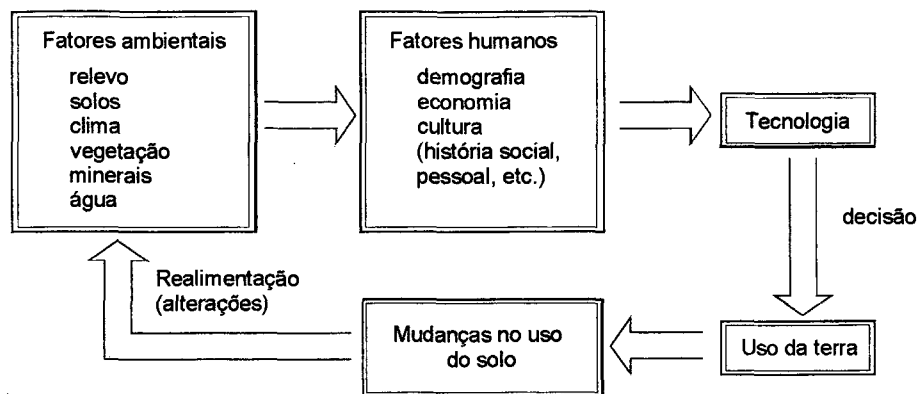 Fatores ambientais
relevo
solos
clima
vegetação
minerais
água
Fatores humanos
demografia
economia
cultura
(história social,
pessoal, etc.)
Tecnologia
decisão
Uso da terra
Mudanças no uso
do solo
Realimentação
(alterações)